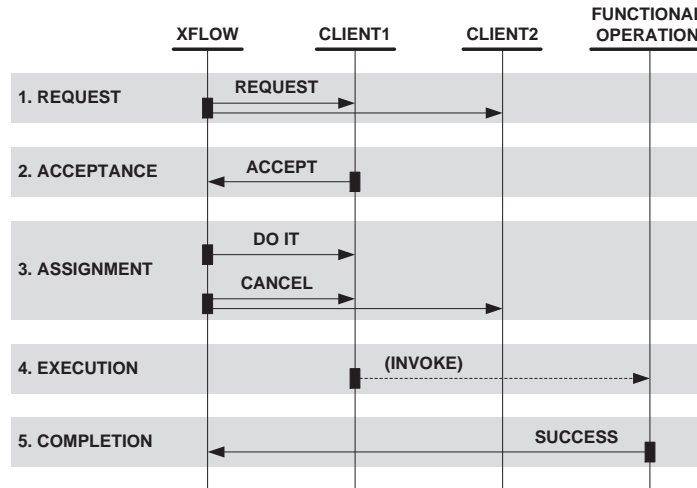 FUNCTIONAL
XFLOW CLIENT1 CLIENT2 OPERATION
1. REQUEST REQUEST
2. ACCEPTANCE ACCEPT
DO IT
3. ASSIGNMENT
CANCEL
4. EXECUTION (INVOKE)
5. COMPLETION SUCCESS